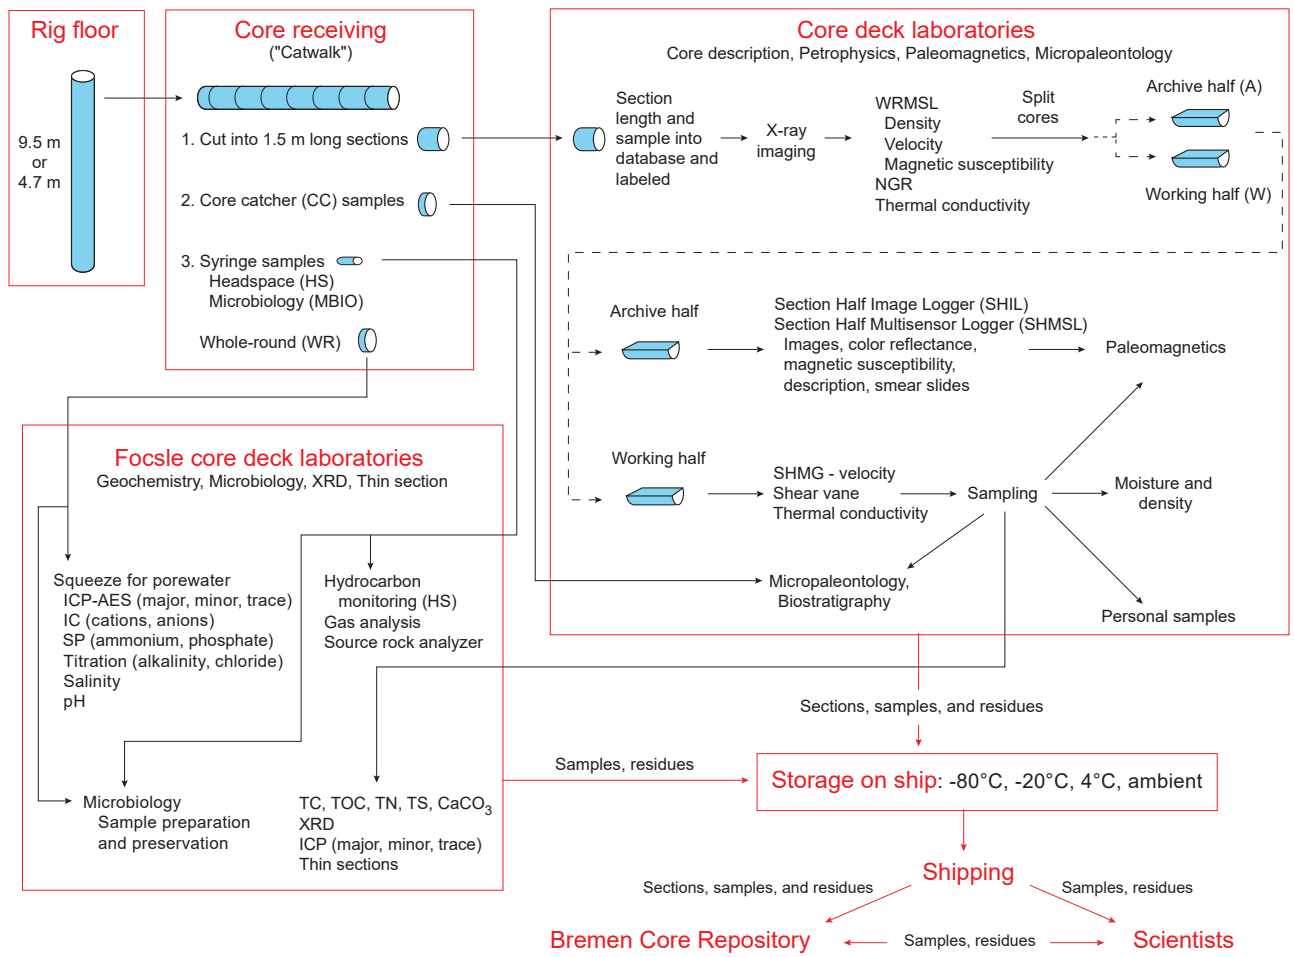 Rig floor
9.5 m
or
4.7 m
Core receiving
("Catwalk")
1. Cut into 1.5 m long sections
2. Core catcher (CC) samples
3. Syringe samples
Headspace (HS)
Microbiology (MBIO)
Whole-round (WR)
Core deck laboratories
Core description, Petrophysics, Paleomagnetics, Micropaleontology
Section
length and
sample into
database and
labeled
X-ray
imaging
WRMSL
Density
Velocity
Magnetic susceptibility
NGR
Thermal conductivity
Split
cores
Archive half (A)
Working half (W)
Archive half
Section Half Image Logger (SHIL)
Section Half Multisensor Logger (SHMSL)
Images, color reflectance,
magnetic susceptibility,
description, smear slides
Paleomagnetics
Working half
SHMG - velocity
Shear vane
Thermal conductivity
Sampling
Moisture and
density
Micropaleontology,
Biostratigraphy
Personal samples
Focsle core deck laboratories
Geochemistry, Microbiology, XRD, Thin section
Squeeze for porewater
ICP-AES (major, minor, trace)
IC (cations, anions)
SP (ammonium, phosphate)
Titration (alkalinity, chloride)
Salinity
pH
Hydrocarbon
monitoring (HS)
Gas analysis
Source rock analyzer
Microbiology
Sample preparation
and preservation
TC, TOC, TN, TS, CaCO3
XRD
ICP (major, minor, trace)
Thin sections
Sections, samples, and residues
Samples, residues
Storage on ship: -80°C, -20°C, 4°C, ambient
Shipping
Sections, samples, and residues
Samples, residues
Bremen Core Repository
Samples, residues
Scientists